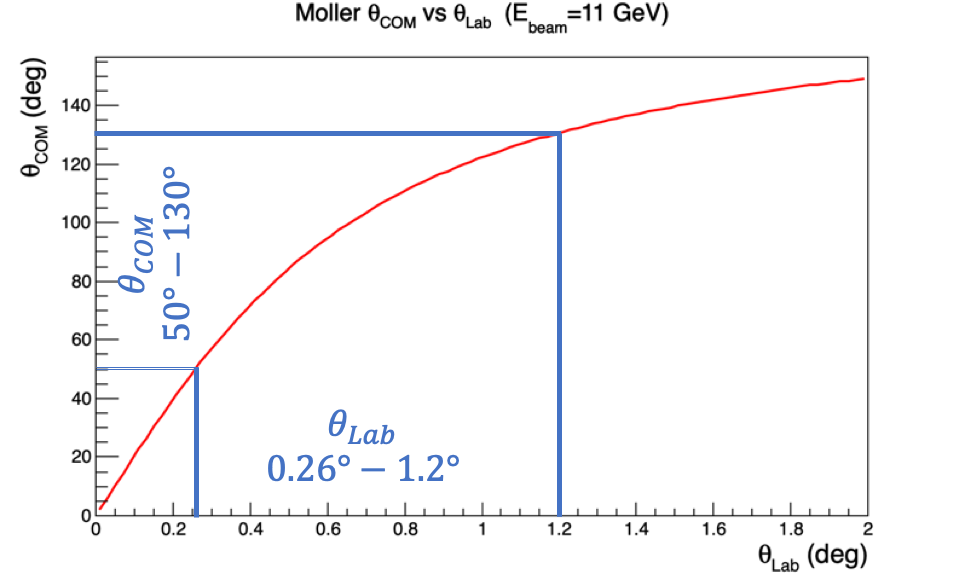 Moller θCOM vs θLab (Ebeam=11 GeV)
θCOM (deg)
140
120
100
80
60
40
20
0
θCOM
50° − 130°
θLab
0.26° − 1.2°
0 0.2 0.4 0.6 0.8 1 1.2 1.4 1.6 1.8 2
θLab (deg)